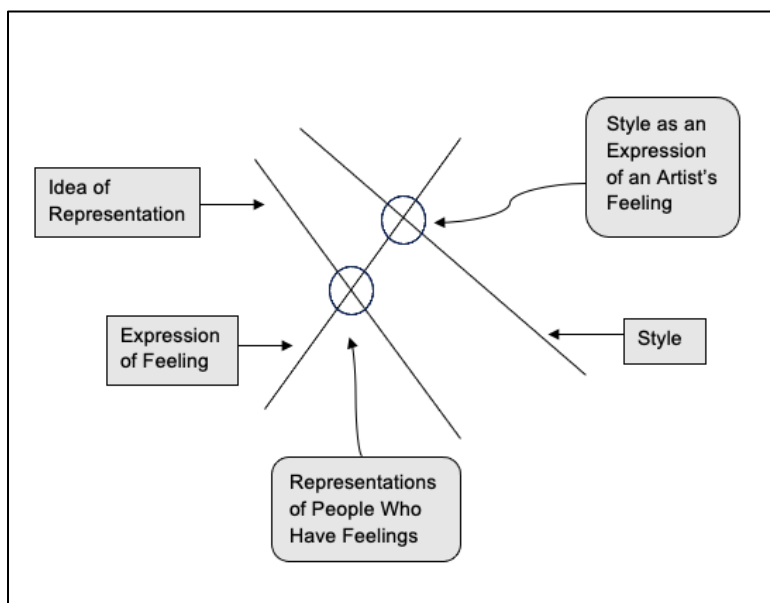 Style as an
Expression
of an Artist's
Feeling
Idea of
Representation
Expression
of Feeling
Style
Representations
of People Who
Have Feelings